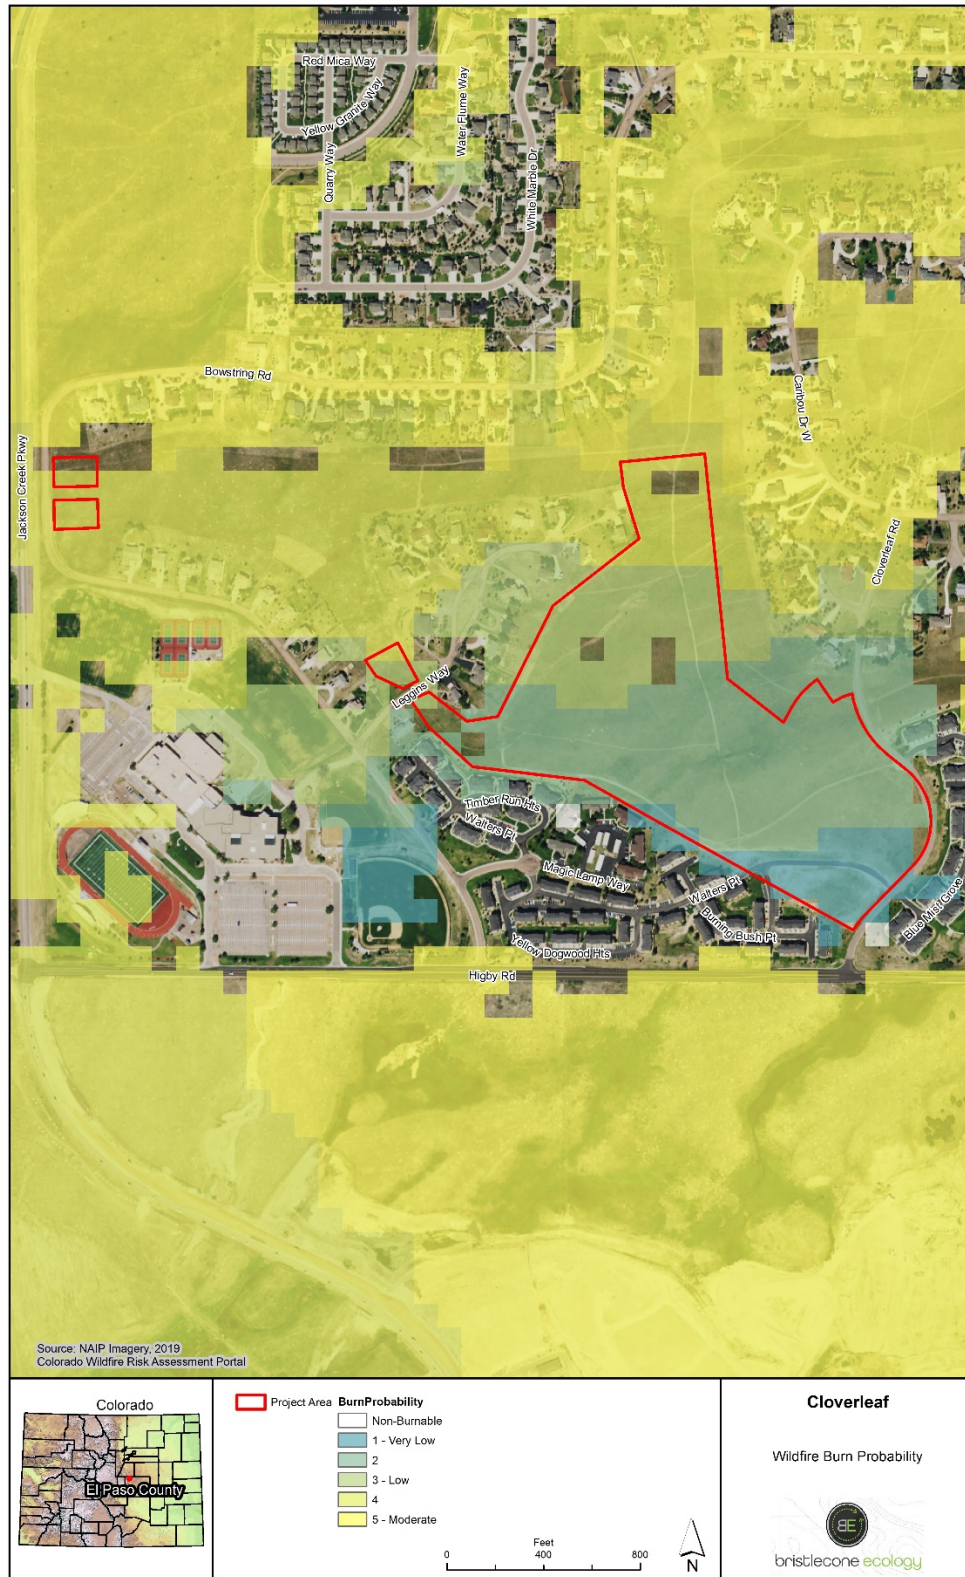 Red Mica Way
Yellow Granite Way
Quarry Way
Water Flume Way
White Marble Dr
Bowstring Rd
Caribou Dr W
Jackson Creek Pkwy
Cloverleaf Rd
Leggins Way
Timber Run Hts
Walters Pt
Magic Lamp Way
Walters Pt
Burning Bush Pt
Blue Mist Grove
Yellow Dogwood Hts
Higby Rd
Source: NAIP Imagery, 2019
Colorado Wildfire Risk Assessment Portal
Colorado
El Paso County
Project Area
BurnProbability
Non-Burnable
1 - Very Low
2
3 - Low
4
5 - Moderate
Feet
0 400 800
N
Cloverleaf
Wildfire Burn Probability
BE
bristlecone ecology